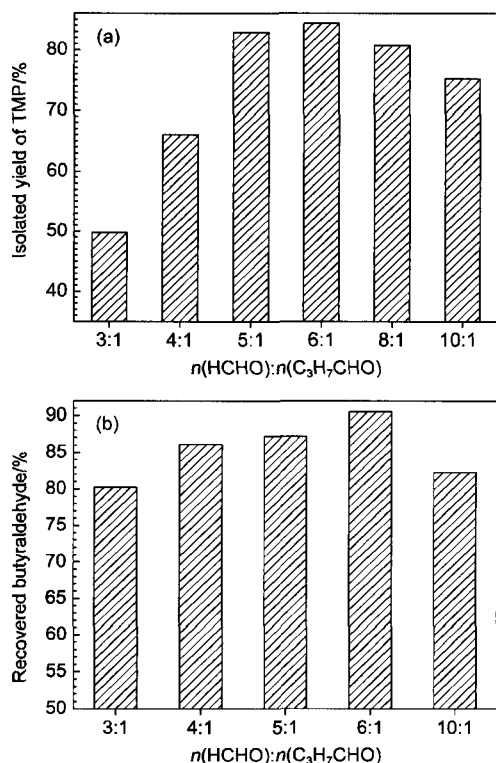 (a)
Isolated yield of TMP/%
80
70
60
50
40
3:1 4:1 5:1 6:1 8:1 10:1
n(HCHO):n(C₃H₇CHO)
(b)
Recovered butyraldehyde/%
90
85
80
75
70
65
60
55
50
3:1 4:1 5:1 6:1 10:1
n(HCHO):n(C₃H₇CHO)